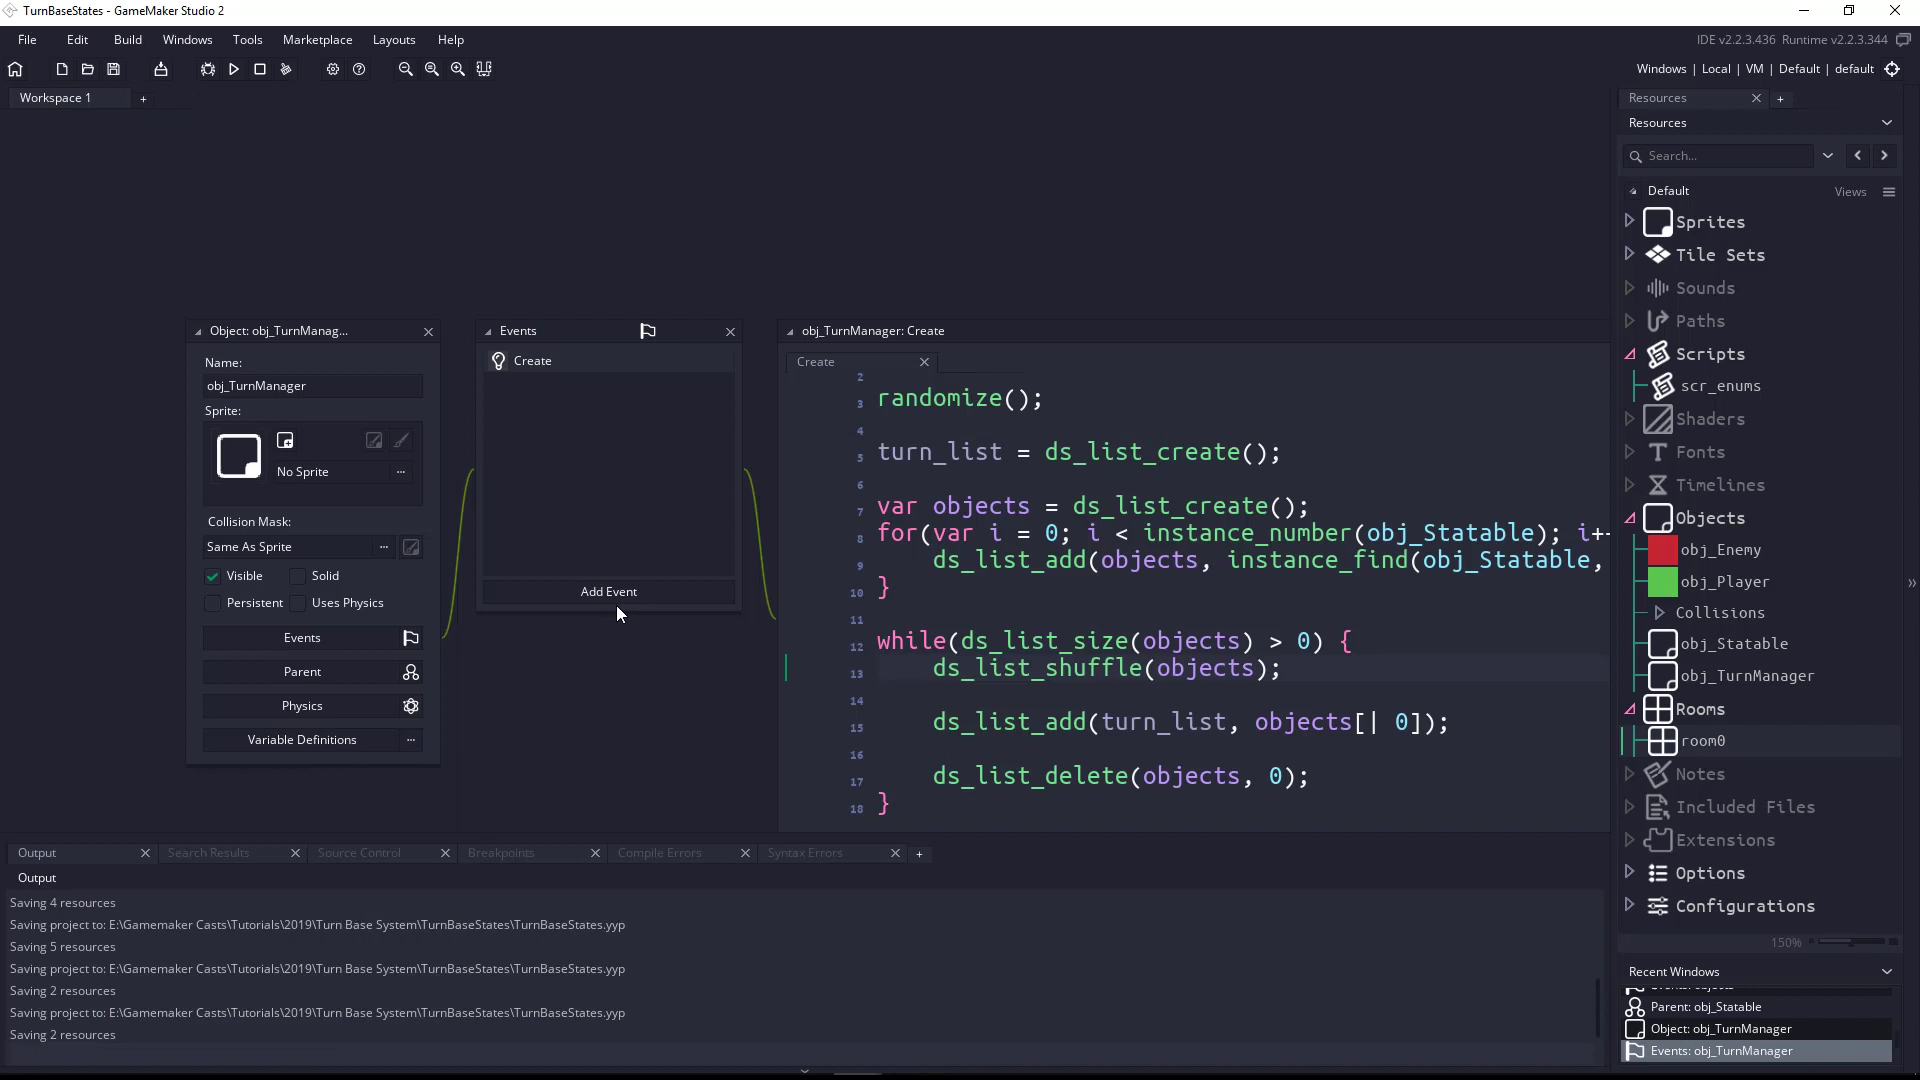 TurnBaseStates - GameMaker Studio 2
File Edit Build Windows Tools Marketplace Layouts Help
IDE v2.2.3.436 Runtime v2.2.3.344
Windows | Local | VM | Default | default
Workspace 1 +
Resources +
Resources
Search...
Default Views
Sprites
Tile Sets
Sounds
Paths
Scripts
scr_enums
Shaders
Fonts
Timelines
Objects
obj_Enemy
obj_Player
Collisions
obj_Statable
obj_TurnManager
Rooms
room0
Notes
Included Files
Extensions
Options
Configurations
150%
Recent Windows
Parent: obj_Statable
Object: obj_TurnManager
Events: obj_TurnManager
Object: obj_TurnManag...
Name:
obj_TurnManager
Sprite:
No Sprite ...
Collision Mask:
Same As Sprite ...
Visible Solid
Persistent Uses Physics
Events
Parent
Physics
Variable Definitions ...
Events
Create
Add Event
obj_TurnManager: Create
Create
2
3 randomize();
4
5 turn_list = ds_list_create();
6
7 var objects = ds_list_create();
8 for(var i = 0; i < instance_number(obj_Statable); i+
9 ds_list_add(objects, instance_find(obj_Statable,
10 }
11
12 while(ds_list_size(objects) > 0) {
13 ds_list_shuffle(objects);
14
15 ds_list_add(turn_list, objects[| 0]);
16
17 ds_list_delete(objects, 0);
18 }
Output Search Results Source Control Breakpoints Compile Errors Syntax Errors +
Output
Saving 4 resources
Saving project to: E:\Gamemaker Casts\Tutorials\2019\Turn Base System\TurnBaseStates\TurnBaseStates.yyp
Saving 5 resources
Saving project to: E:\Gamemaker Casts\Tutorials\2019\Turn Base System\TurnBaseStates\TurnBaseStates.yyp
Saving 2 resources
Saving project to: E:\Gamemaker Casts\Tutorials\2019\Turn Base System\TurnBaseStates\TurnBaseStates.yyp
Saving 2 resources